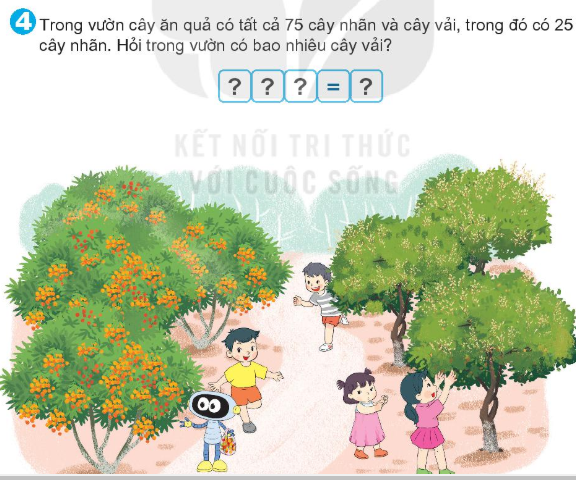 4 Trong vườn cây ăn quả có tất cả 75 cây nhãn và cây vải, trong đó có 25
cây nhãn. Hỏi trong vườn có bao nhiêu cây vải?
? ? ? = ?
KẾT NỐI TRI THỨC
VỚI CUỘC SỐNG